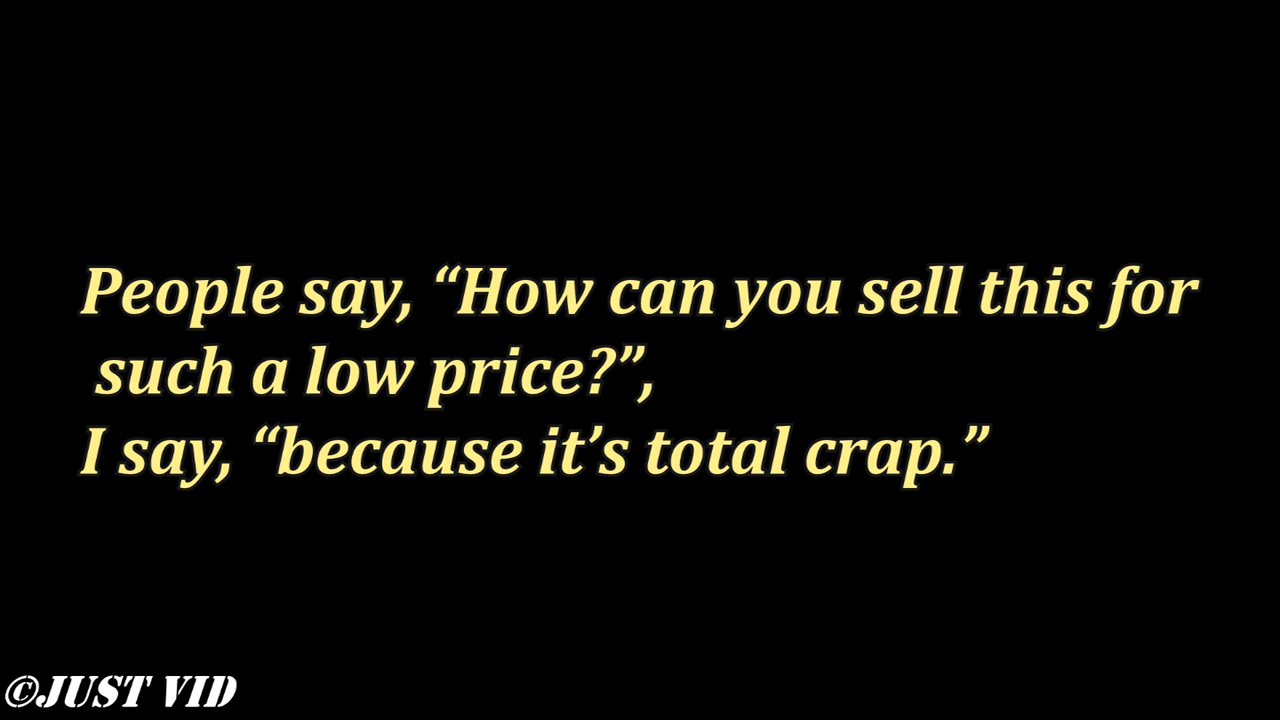 People say, “How can you sell this for
such a low price?”,
I say, “because it’s total crap.”
©JUST VID